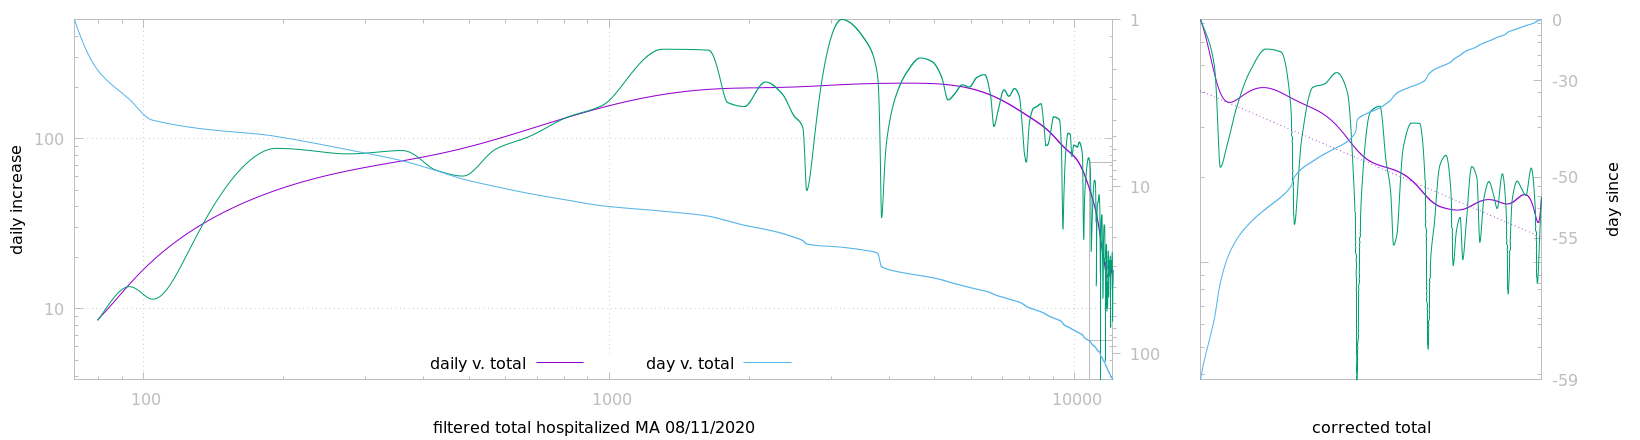 daily increase
100
10
daily v. total
day v. total
100
1000
10000
filtered total hospitalized MA 08/11/2020
1
10
100
0
-30
-50
-55
-59
day since
corrected total